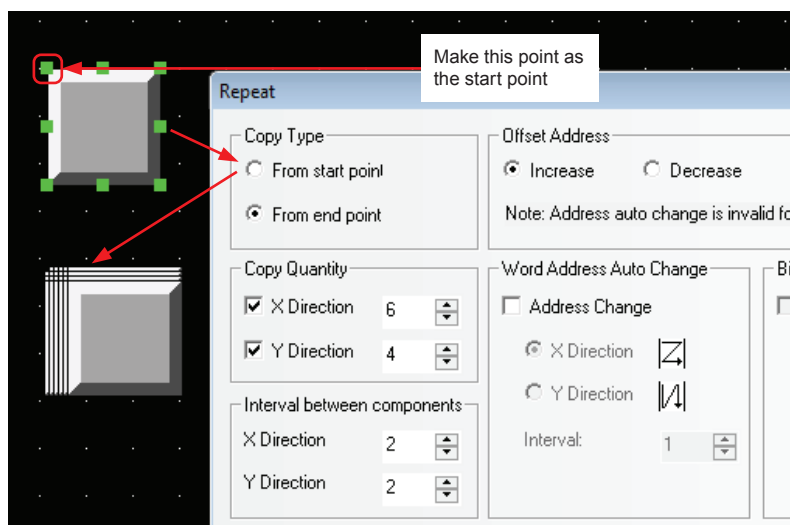 Make this point as
the start point
Repeat
Copy Type
From start point
From end point
Offset Address
Increase
Decrease
Note: Address auto change is invalid fo
Copy Quantity
X Direction 6
Y Direction 4
Word Address Auto Change
Address Change
X Direction
Y Direction
Interval: 1
Bi
Interval between components
X Direction 2
Y Direction 2